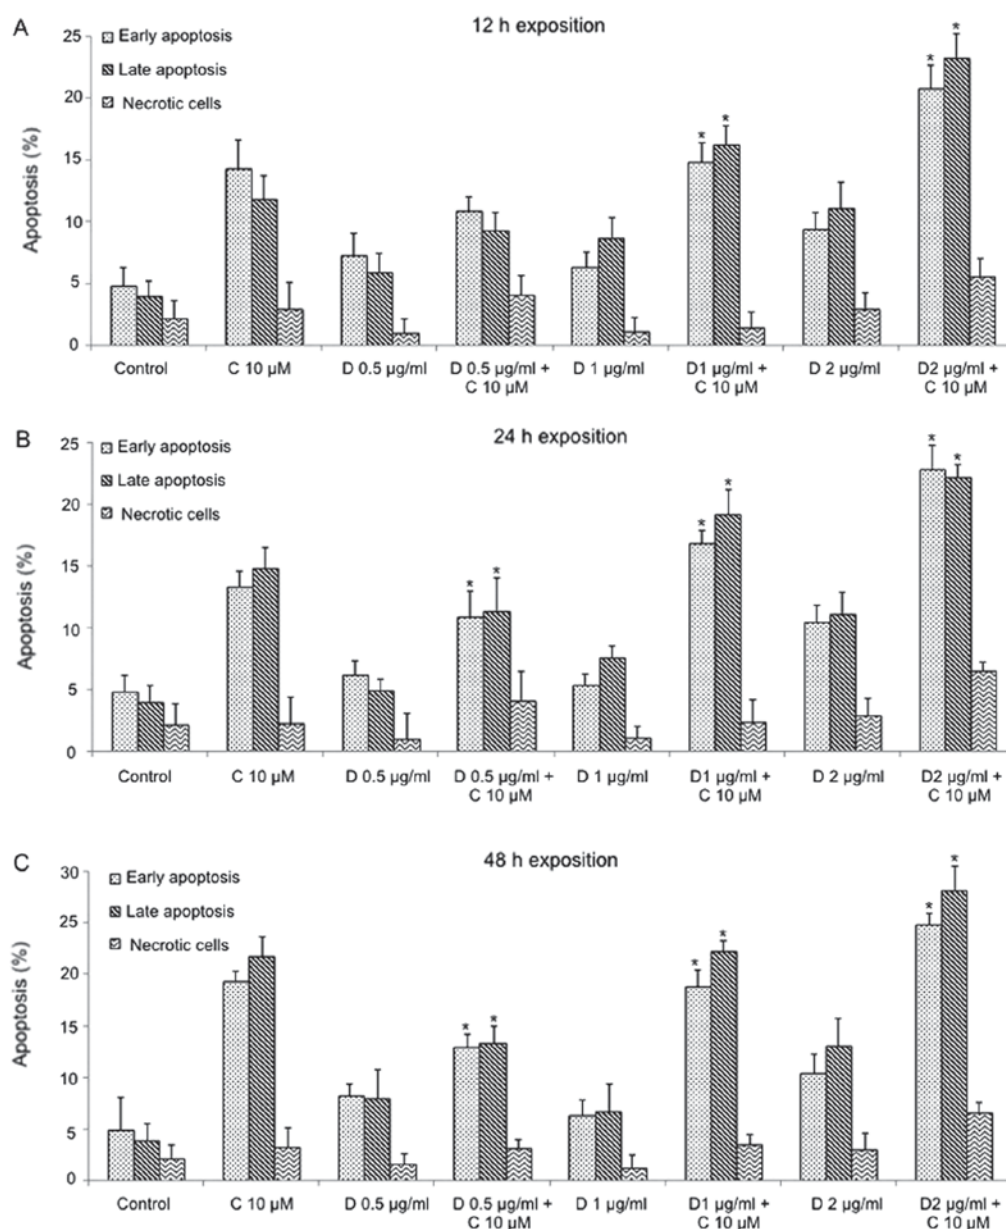 A
12 h exposition
Apoptosis (%)
25
20
15
10
5
0
Early apoptosis
Late apoptosis
Necrotic cells
* * * *
Control C 10 µM D 0.5 µg/ml D 0.5 µg/ml + C 10 µM D 1 µg/ml D1 µg/ml + C 10 µM D 2 µg/ml D2 µg/ml + C 10 µM
B
24 h exposition
Apoptosis (%)
25
20
15
10
5
0
Early apoptosis
Late apoptosis
Necrotic cells
* * * * * *
Control C 10 µM D 0.5 µg/ml D 0.5 µg/ml + C 10 µM D 1 µg/ml D1 µg/ml + C 10 µM D 2 µg/ml D2 µg/ml + C 10 µM
C
48 h exposition
Apoptosis (%)
30
25
20
15
10
5
0
Early apoptosis
Late apoptosis
Necrotic cells
* * * * * *
Control C 10 µM D 0.5 µg/ml D 0.5 µg/ml + C 10 µM D 1 µg/ml D1 µg/ml + C 10 µM D 2 µg/ml D2 µg/ml + C 10 µM